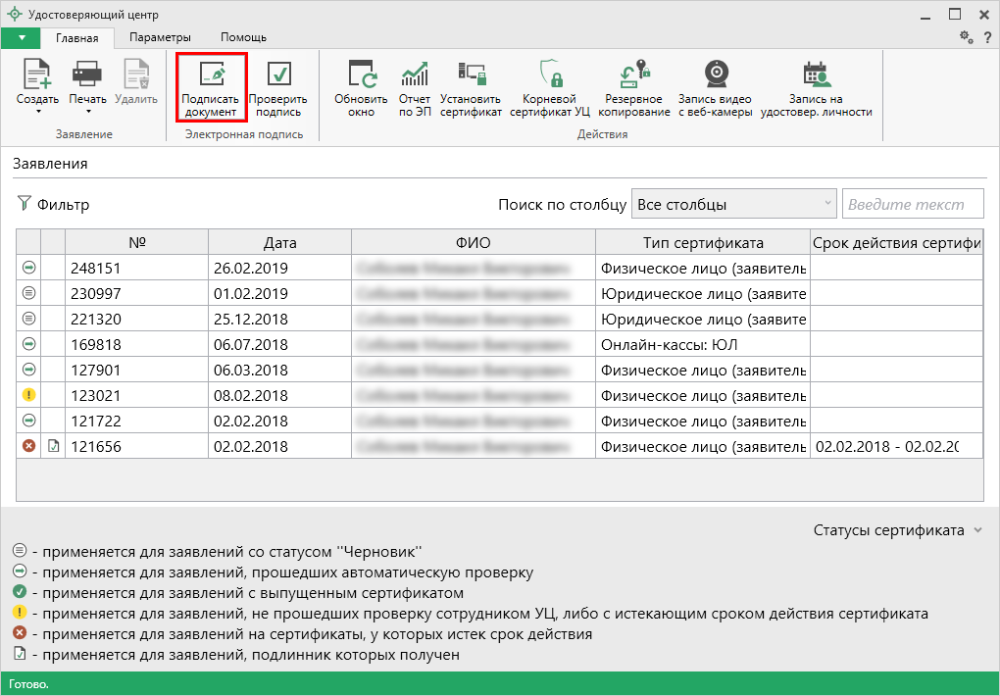 Удостоверяющий центр
Главная Параметры Помощь
?
Создать Печать Удалить
Подписать документ
Проверить подпись
Обновить окно
Отчет по ЭП
Установить сертификат
Корневой сертификат УЦ
Резервное копирование
Запись видео с веб-камеры
Запись на удостовер. личности
Заявление Электронная подпись Действия
Заявления
Фильтр Поиск по столбцу Все столбцы Введите текст
№ Дата ФИО Тип сертификата Срок действия сертифи
248151 26.02.2019 Физическое лицо (заявитель
230997 01.02.2019 Юридическое лицо (заявите
221320 25.12.2018 Юридическое лицо (заявите
169818 06.07.2018 Онлайн-кассы: ЮЛ
127901 06.03.2018 Физическое лицо (заявитель
123021 08.02.2018 Физическое лицо (заявитель
121722 02.02.2018 Физическое лицо (заявитель
121656 02.02.2018 Физическое лицо (заявитель 02.02.2018 - 02.02.20
Статусы сертификата
- применяется для заявлений со статусом "Черновик"
- применяется для заявлений, прошедших автоматическую проверку
- применяется для заявлений с выпущенным сертификатом
- применяется для заявлений, не прошедших проверку сотрудником УЦ, либо с истекающим сроком действия сертификата
- применяется для заявлений на сертификаты, у которых истек срок действия
- применяется для заявлений, подлинник которых получен
Готово.